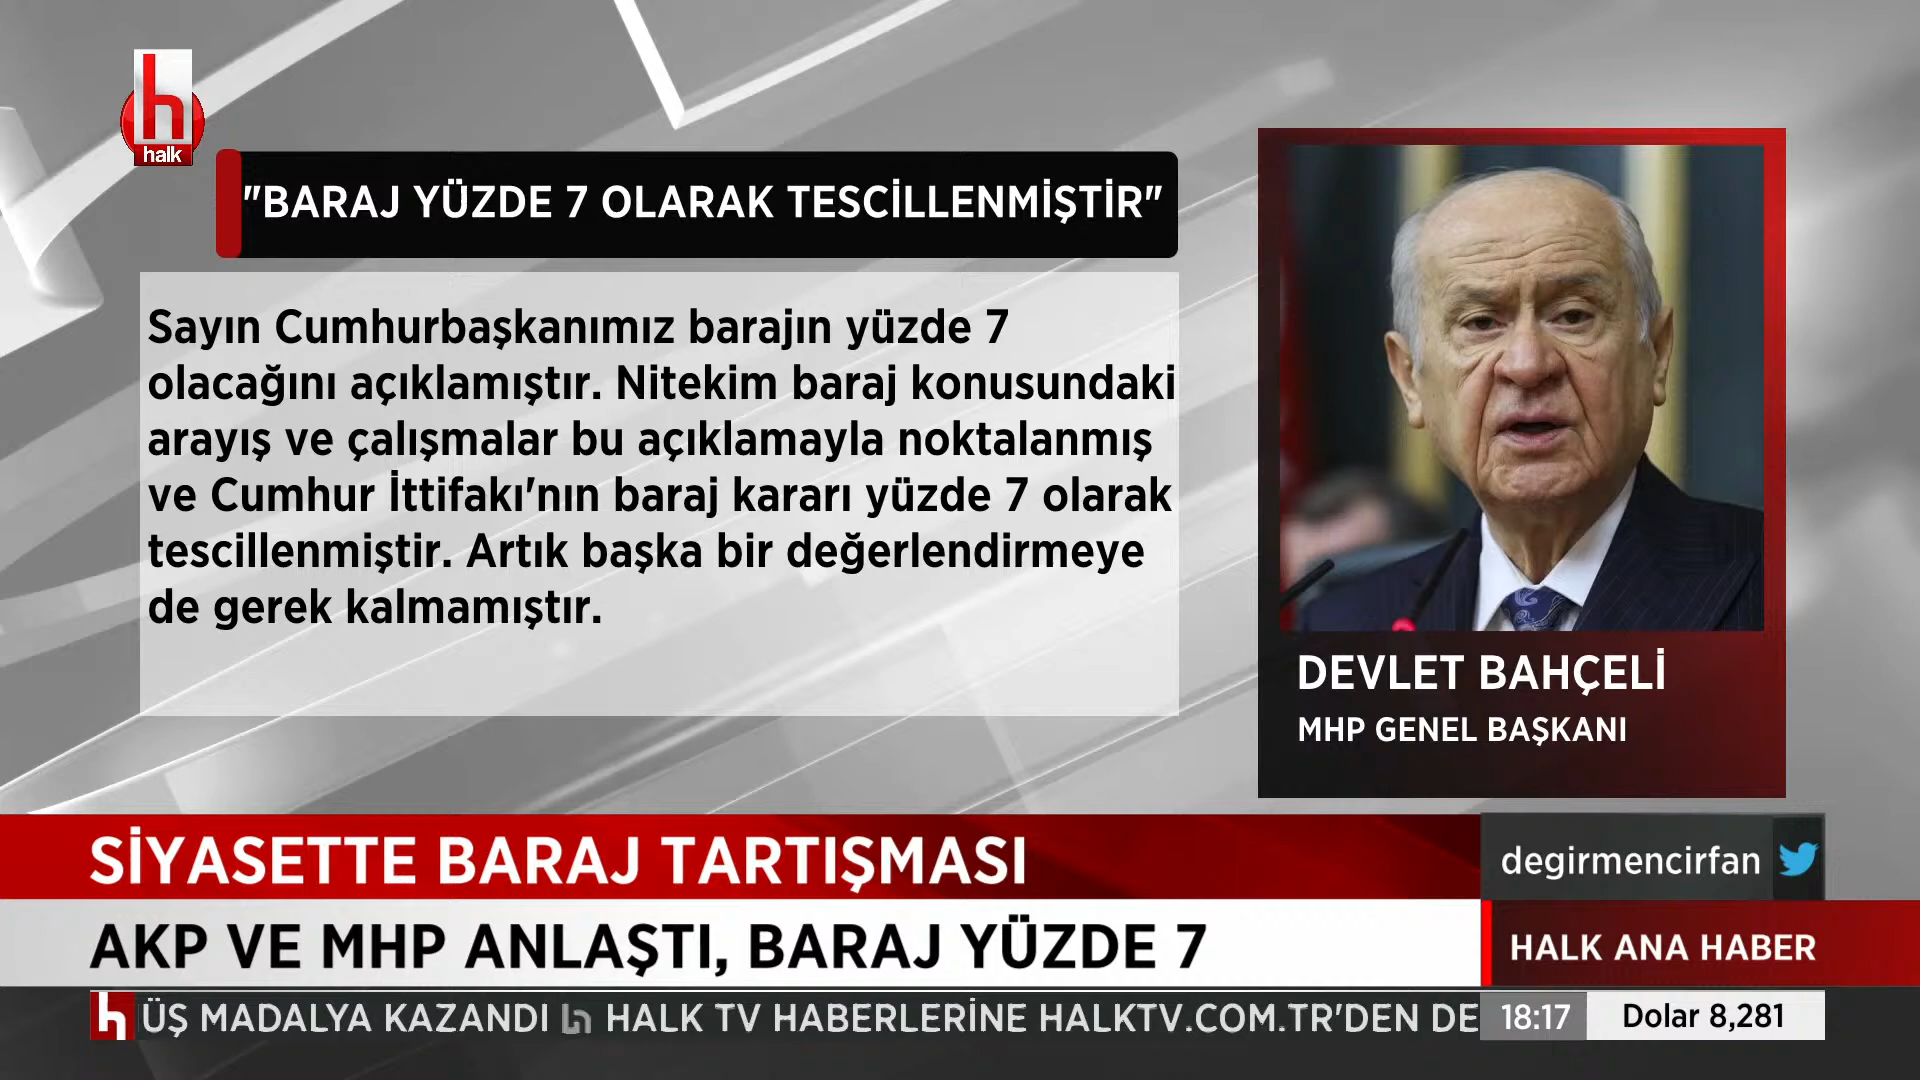 h
halk
"BARAJ YÜZDE 7 OLARAK TESCİLLENMİŞTİR"
Sayın Cumhurbaşkanımız barajın yüzde 7
olacağını açıklamıştır. Nitekim baraj konusundaki
arayış ve çalışmalar bu açıklamayla noktalanmış
ve Cumhur İttifakı'nın baraj kararı yüzde 7 olarak
tescillenmiştir. Artık başka bir değerlendirmeye
de gerek kalmamıştır.
DEVLET BAHÇELİ
MHP GENEL BAŞKANI
SİYASETTE BARAJ TARTIŞMASI
degirmencirfan
AKP VE MHP ANLAŞTI, BARAJ YÜZDE 7
HALK ANA HABER
h ÜŞ MADALYA KAZANDI h HALK TV HABERLERİNE HALKTV.COM.TR'DEN DE
18:17
Dolar 8,281